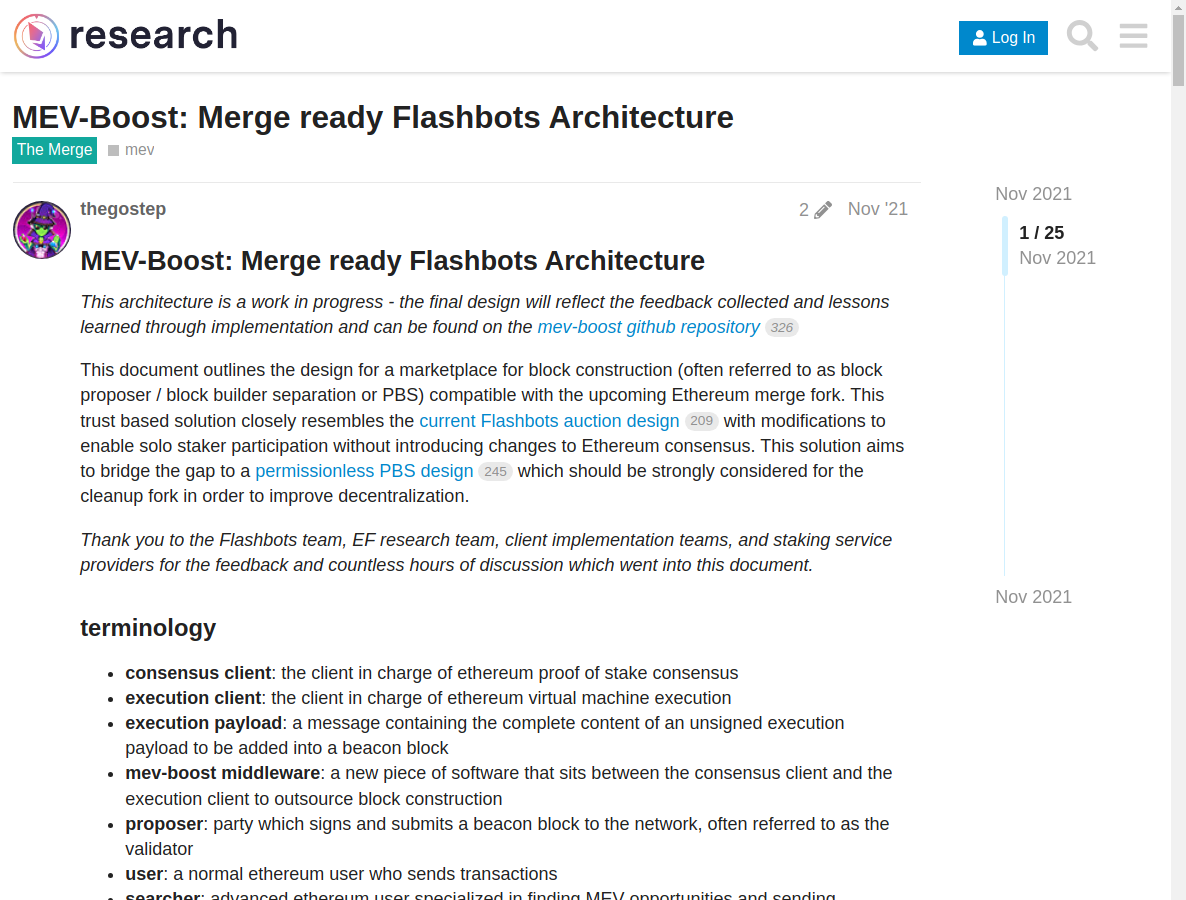 research
Log In
MEV-Boost: Merge ready Flashbots Architecture
The Merge mev
thegostep
2 Nov '21
MEV-Boost: Merge ready Flashbots Architecture
This architecture is a work in progress - the final design will reflect the feedback collected and lessons
learned through implementation and can be found on the mev-boost github repository 326
This document outlines the design for a marketplace for block construction (often referred to as block
proposer / block builder separation or PBS) compatible with the upcoming Ethereum merge fork. This
trust based solution closely resembles the current Flashbots auction design 209 with modifications to
enable solo staker participation without introducing changes to Ethereum consensus. This solution aims
to bridge the gap to a permissionless PBS design 245 which should be strongly considered for the
cleanup fork in order to improve decentralization.
Thank you to the Flashbots team, EF research team, client implementation teams, and staking service
providers for the feedback and countless hours of discussion which went into this document.
terminology
• consensus client: the client in charge of ethereum proof of stake consensus
• execution client: the client in charge of ethereum virtual machine execution
• execution payload: a message containing the complete content of an unsigned execution
payload to be added into a beacon block
• mev-boost middleware: a new piece of software that sits between the consensus client and the
execution client to outsource block construction
• proposer: party which signs and submits a beacon block to the network, often referred to as the
validator
• user: a normal ethereum user who sends transactions
• searcher: advanced ethereum user specialized in finding MEV opportunities and sending
Nov 2021
1 / 25
Nov 2021
Nov 2021